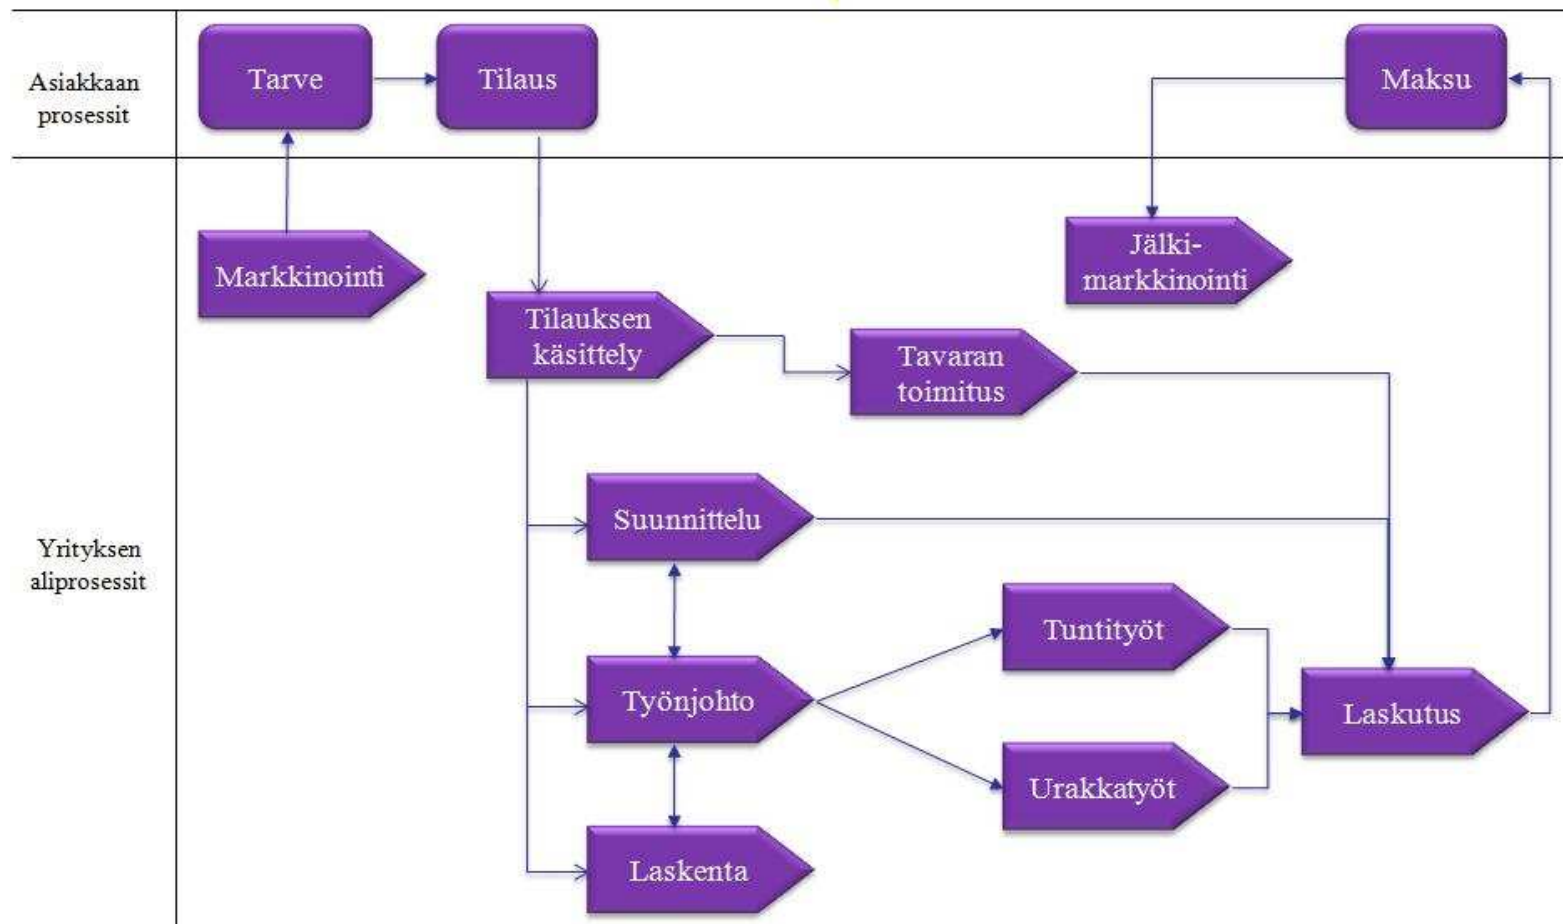 Asiakkaan
prosessit
Tarve
Tilaus
Maksu
Yrityksen
aliprosessit
Markkinointi
Jälki-
markkinointi
Tilauksen
käsittely
Tavaran
toimitus
Suunnittelu
Tuntityöt
Työnjohto
Laskutus
Urakkatyöt
Laskenta